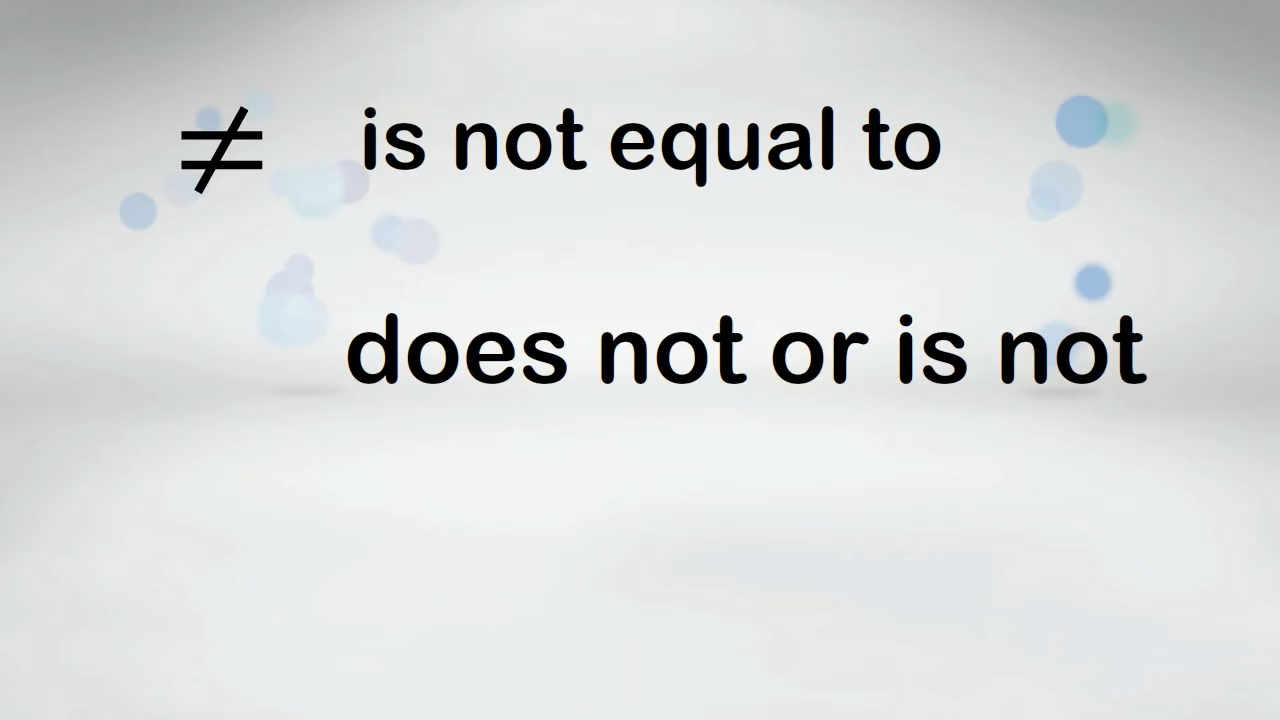 ≠ is not equal to
does not or is not